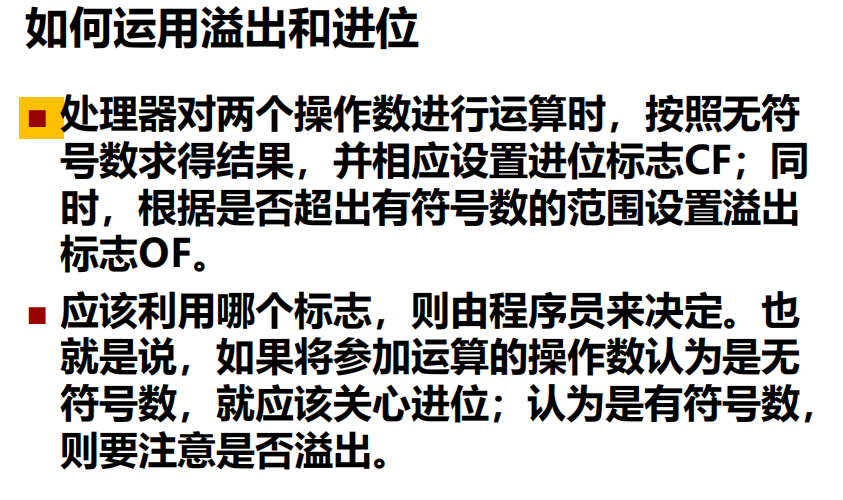 如何运用溢出和进位
处理器对两个操作数进行运算时，按照无符
号数求得结果，并相应设置进位标志CF；同
时，根据是否超出有符号数的范围设置溢出
标志OF。
应该利用哪个标志，则由程序员来决定。也
就是说，如果将参加运算的操作数认为是无
符号数，就应该关心进位；认为是有符号数，
则要注意是否溢出。